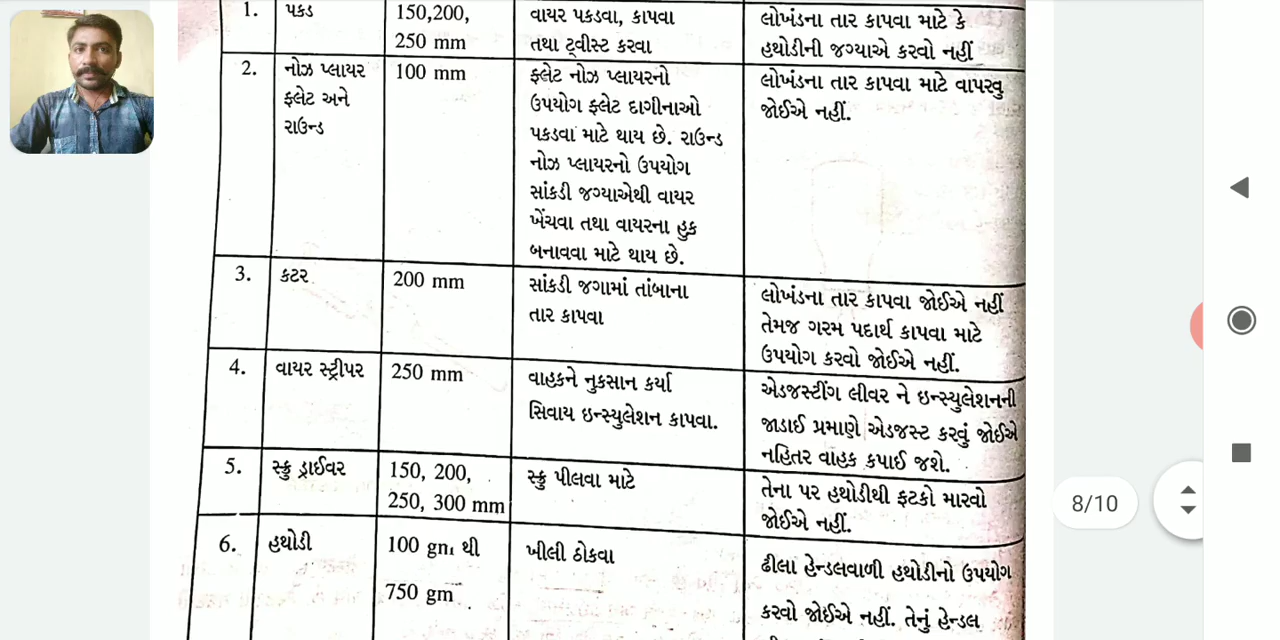 1. પકડ 150,200, વાયર પકડવા, કાપવા લોખંડના તાર કાપવા માટે કે
250 mm તથા ટ્વીસ્ટ કરવા હથોડીની જગ્યાએ કરવો નહીં
2. નોઝ પ્લાયર 100 mm ફ્લેટ નોઝ પ્લાયરનો લોખંડના તાર કાપવા માટે વાપરવુ
ફ્લેટ અને ઉપયોગ ફ્લેટ દાગીનાઓ જોઈએ નહીં.
રાઉન્ડ પકડવા માટે થાય છે. રાઉન્ડ
નોઝ પ્લાયરનો ઉપયોગ
સાંકડી જગ્યાએથી વાયર
ખેંચવા તથા વાયરના હુક
બનાવવા માટે થાય છે.
3. કટર 200 mm સાંકડી જગામાં તાંબાના લોખંડના તાર કાપવા જોઈએ નહીં
તાર કાપવા તેમજ ગરમ પદાર્થ કાપવા માટે
ઉપયોગ કરવો જોઈએ નહીં.
4. વાયર સ્ટ્રીપર 250 mm વાહકને નુકસાન કર્યા એડજસ્ટીંગ લીવર ને ઇન્સ્યુલેશનની
સિવાય ઇન્સ્યુલેશન કાપવા. જાડાઈ પ્રમાણે એડજસ્ટ કરવું જોઈએ
નહિતર વાહક કપાઈ જશે.
5. સ્ક્રુ ડ્રાઈવર 150, 200, સ્ક્રુ પીલવા માટે તેના પર હથોડીથી ફટકો મારવો
250, 300 mm જોઈએ નહીં.
6. હથોડી 100 gm થી ખીલી ઠોકવા ઢીલા હેન્ડલવાળી હથોડીનો ઉપયોગ
750 gm કરવો જોઈએ નહીં. તેનું હેન્ડલ
8/10